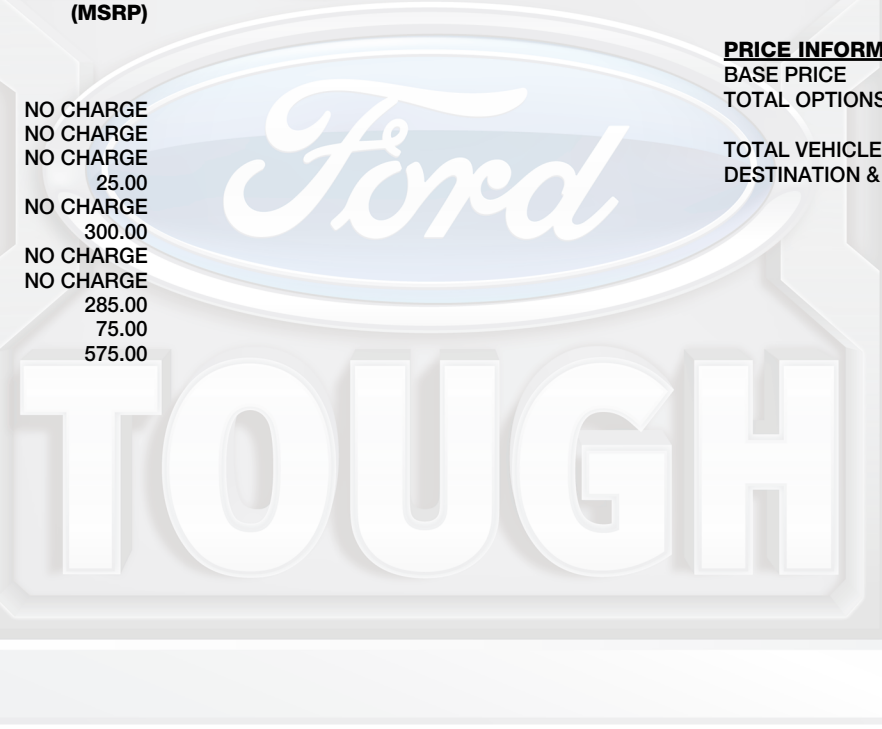 (MSRP)
NO CHARGE
NO CHARGE
NO CHARGE
25.00
NO CHARGE
300.00
NO CHARGE
NO CHARGE
285.00
75.00
575.00
PRICE INFORM
BASE PRICE
TOTAL OPTIONS
TOTAL VEHICLE
DESTINATION &
Ford
TOUGH